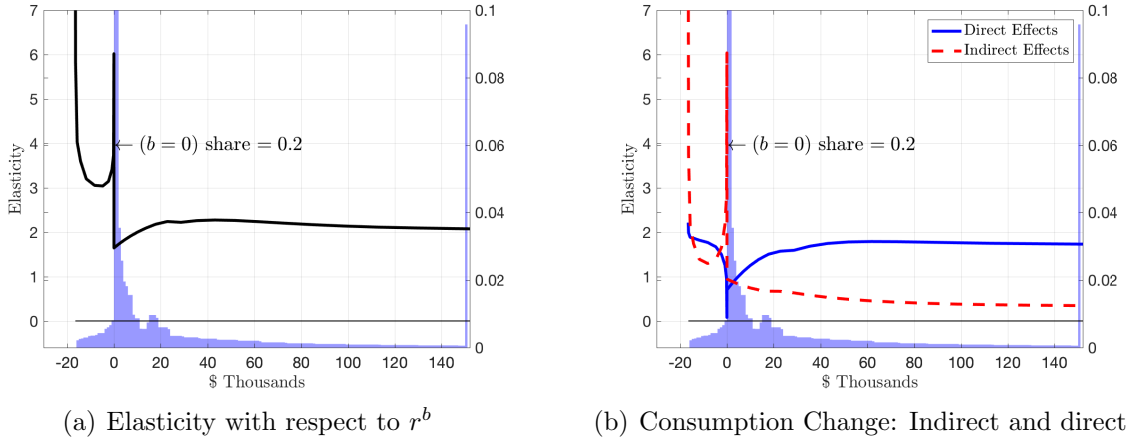 7
6
5
4
3
2
1
0
Elasticity
0.1
0.08
0.06
0.04
0.02
0
← (b = 0) share = 0.2
-20 0 20 40 60 80 100 120 140
$ Thousands
(a) Elasticity with respect to r^b
7
6
5
4
3
2
1
0
Elasticity
0.1
0.08
0.06
0.04
0.02
0
Direct Effects
Indirect Effects
← (b = 0) share = 0.2
-20 0 20 40 60 80 100 120 140
$ Thousands
(b) Consumption Change: Indirect and direct